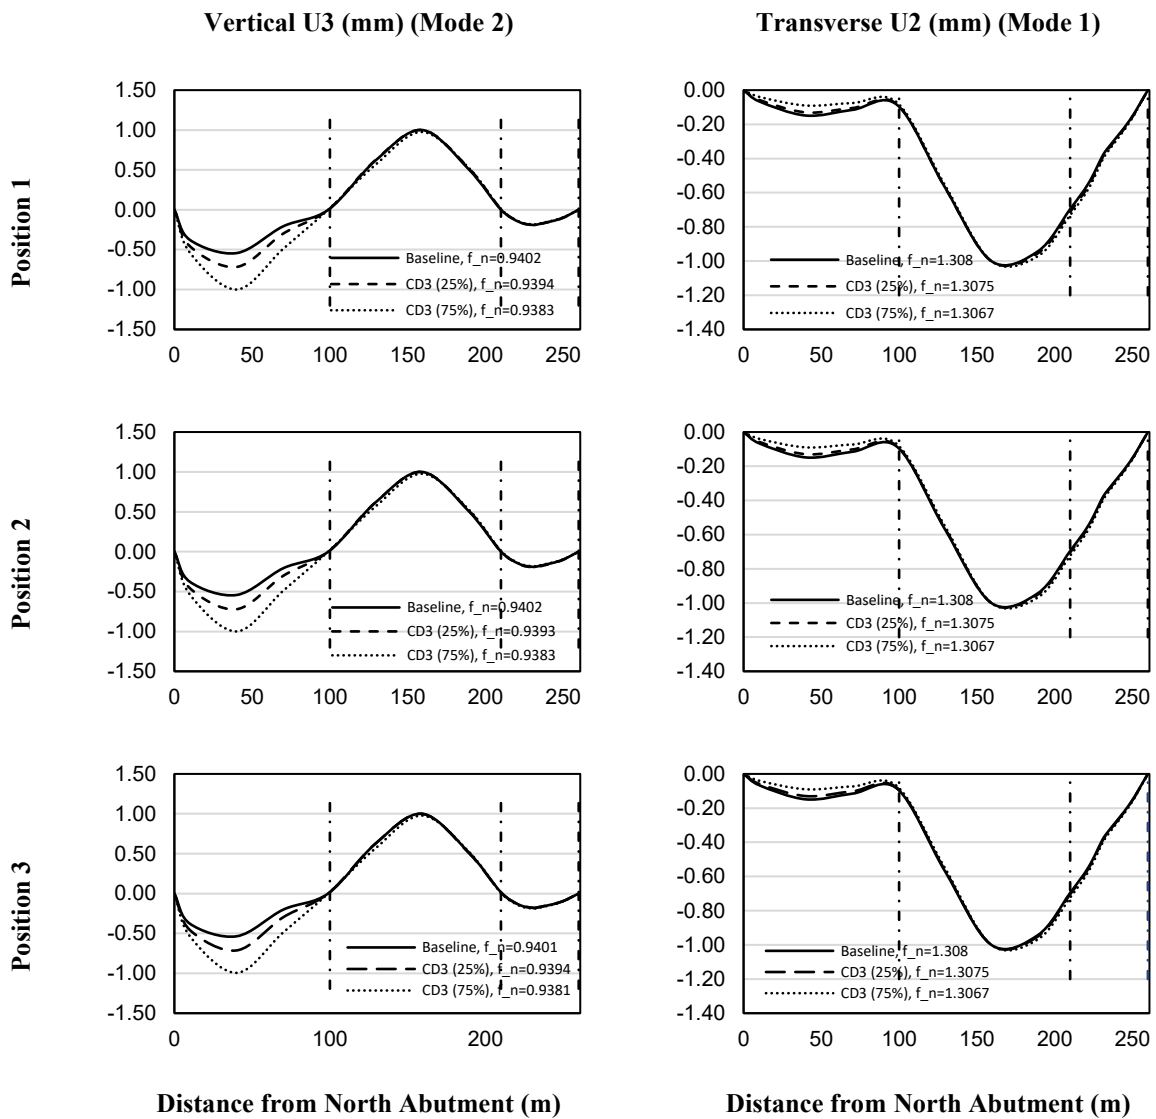 Vertical U3 (mm) (Mode 2)
Transverse U2 (mm) (Mode 1)
Position 1
1.50
1.00
0.50
0.00
-0.50
-1.00
-1.50
0 100 200
Baseline, f_n=0.9402
CD3 (25%), f_n=0.9394
CD3 (75%), f_n=0.9383
0.00
-0.20
-0.40
-0.60
-0.80
-1.00
-1.20
-1.40
0 50 100 150 200 250
Baseline, f_n=1.308
CD3 (25%), f_n=1.3075
CD3 (75%), f_n=1.3067
Position 2
1.50
1.00
0.50
0.00
-0.50
-1.00
-1.50
0 50 100 150 200 250
Baseline, f_n=0.9402
CD3 (25%), f_n=0.9393
CD3 (75%), f_n=0.9383
0.00
-0.20
-0.40
-0.60
-0.80
-1.00
-1.20
-1.40
0 50 100 150 200 250
Baseline, f_n=1.308
CD3 (25%), f_n=1.3075
CD3 (75%), f_n=1.3067
Position 3
1.50
1.00
0.50
0.00
-0.50
-1.00
-1.50
0 100 200
Baseline, f_n=0.9401
CD3 (25%), f_n=0.9394
CD3 (75%), f_n=0.9381
0.00
-0.20
-0.40
-0.60
-0.80
-1.00
-1.20
-1.40
0 50 100 150 200 250
Baseline, f_n=1.308
CD3 (25%), f_n=1.3075
CD3 (75%), f_n=1.3067
Distance from North Abutment (m)
Distance from North Abutment (m)